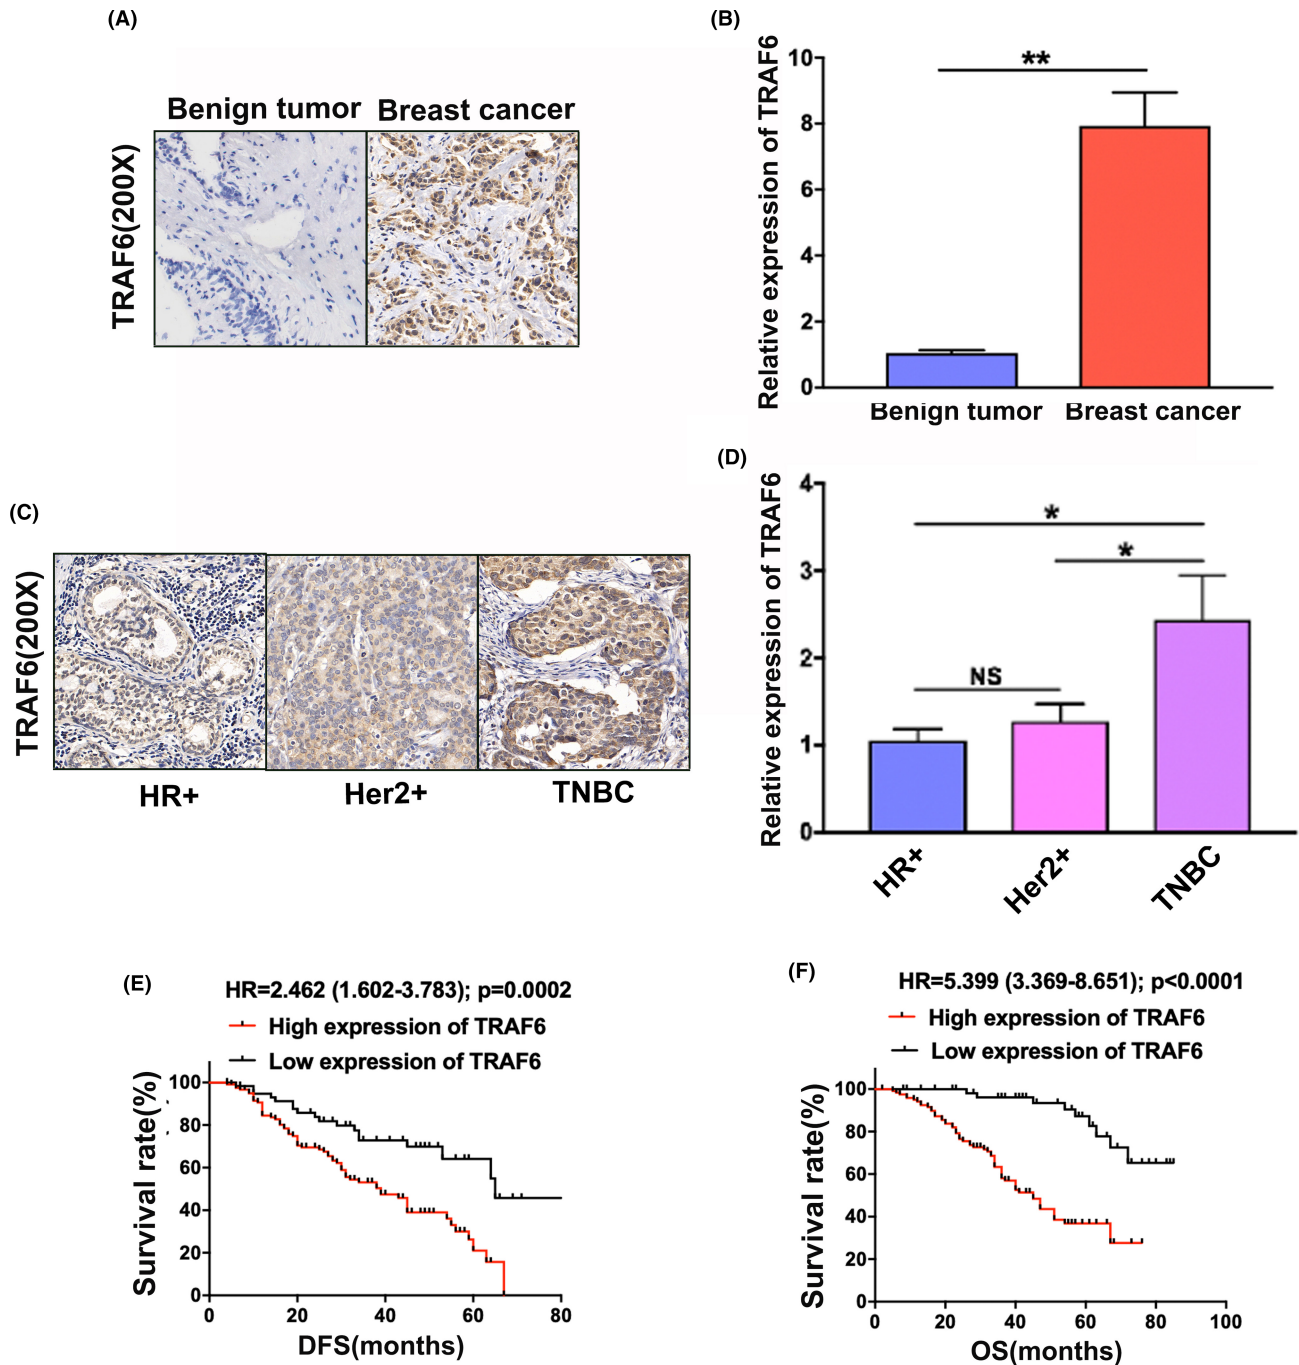 (A)
Benign tumor Breast cancer
TRAF6(200X)
(B)
Relative expression of TRAF6
10
8
6
4
2
0
**
Benign tumor Breast cancer
(C)
TRAF6(200X)
HR+ Her2+ TNBC
(D)
Relative expression of TRAF6
4
3
2
1
0
*
*
NS
HR+ Her2+ TNBC
(E)
HR=2.462 (1.602-3.783); p=0.0002
High expression of TRAF6
Low expression of TRAF6
Survival rate(%)
100
80
60
40
20
0
0 20 40 60 80
DFS(months)
(F)
HR=5.399 (3.369-8.651); p<0.0001
High expression of TRAF6
Low expression of TRAF6
Survival rate(%)
100
80
60
40
20
0
0 20 40 60 80 100
OS(months)